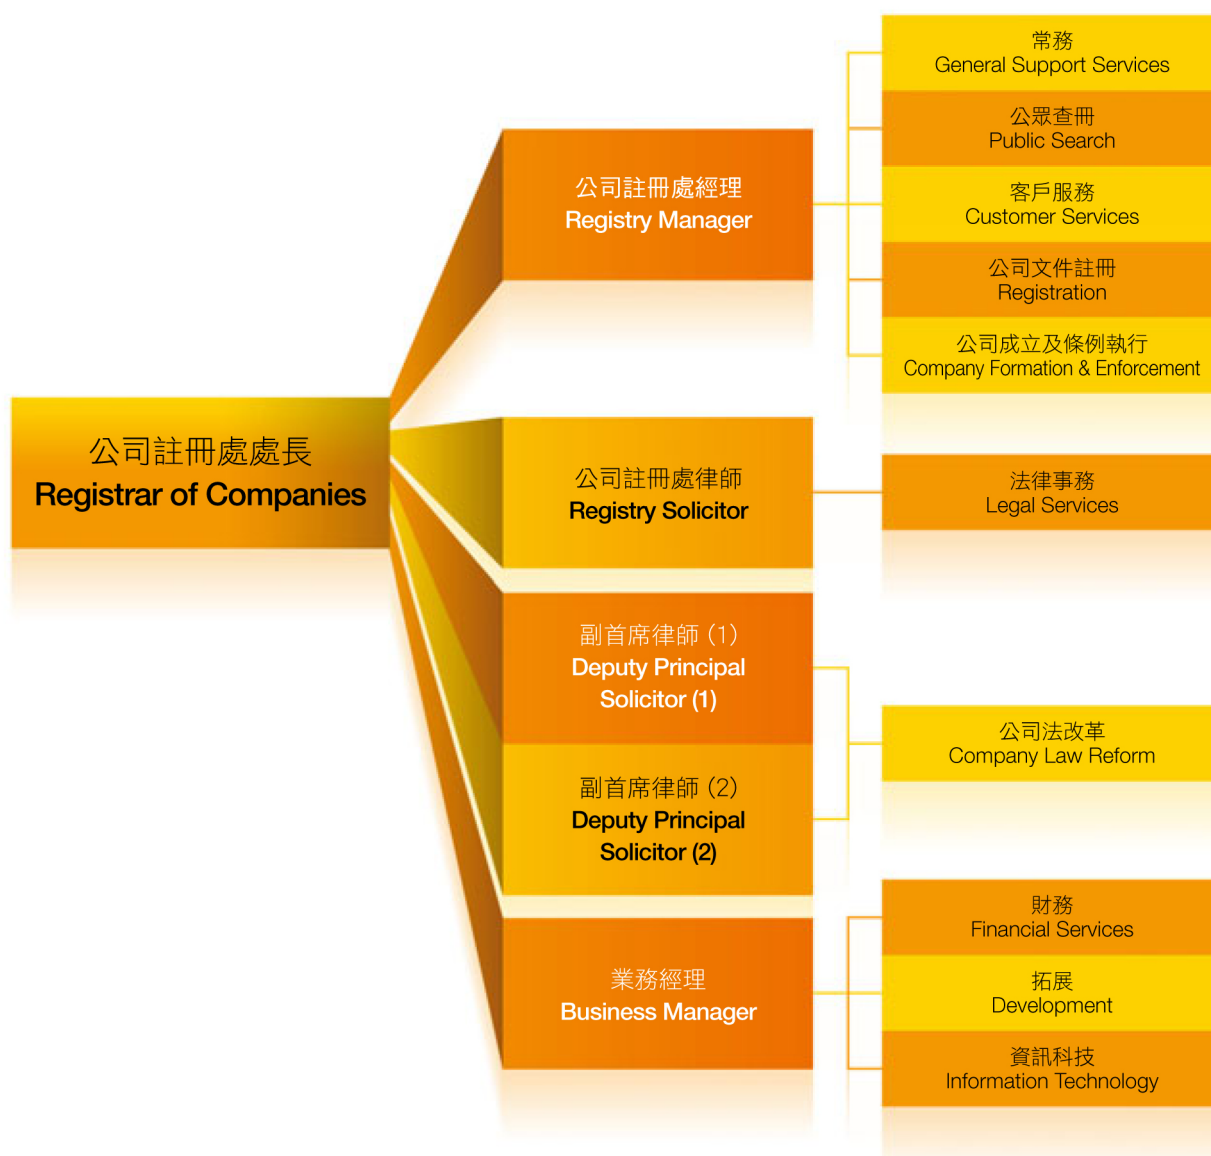 公司註冊處處長
Registrar of Companies
公司註冊處經理
Registry Manager
常務
General Support Services
公眾查冊
Public Search
客戶服務
Customer Services
公司文件註冊
Registration
公司成立及條例執行
Company Formation & Enforcement
公司註冊處律師
Registry Solicitor
法律事務
Legal Services
副首席律師 (1)
Deputy Principal
Solicitor (1)
副首席律師 (2)
Deputy Principal
Solicitor (2)
公司法改革
Company Law Reform
業務經理
Business Manager
財務
Financial Services
拓展
Development
資訊科技
Information Technology